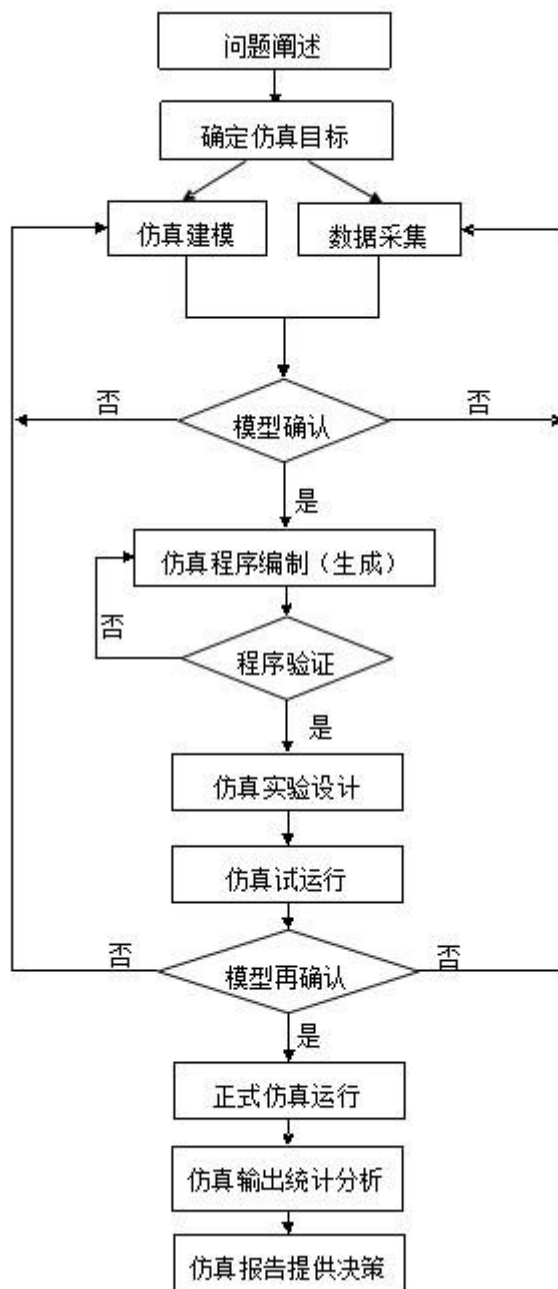 问题阐述
确定仿真目标
仿真建模
数据采集
否
模型确认
否
是
仿真程序编制（生成）
否
程序验证
是
仿真实验设计
仿真试运行
否
模型再确认
否
是
正式仿真运行
仿真输出统计分析
仿真报告提供决策